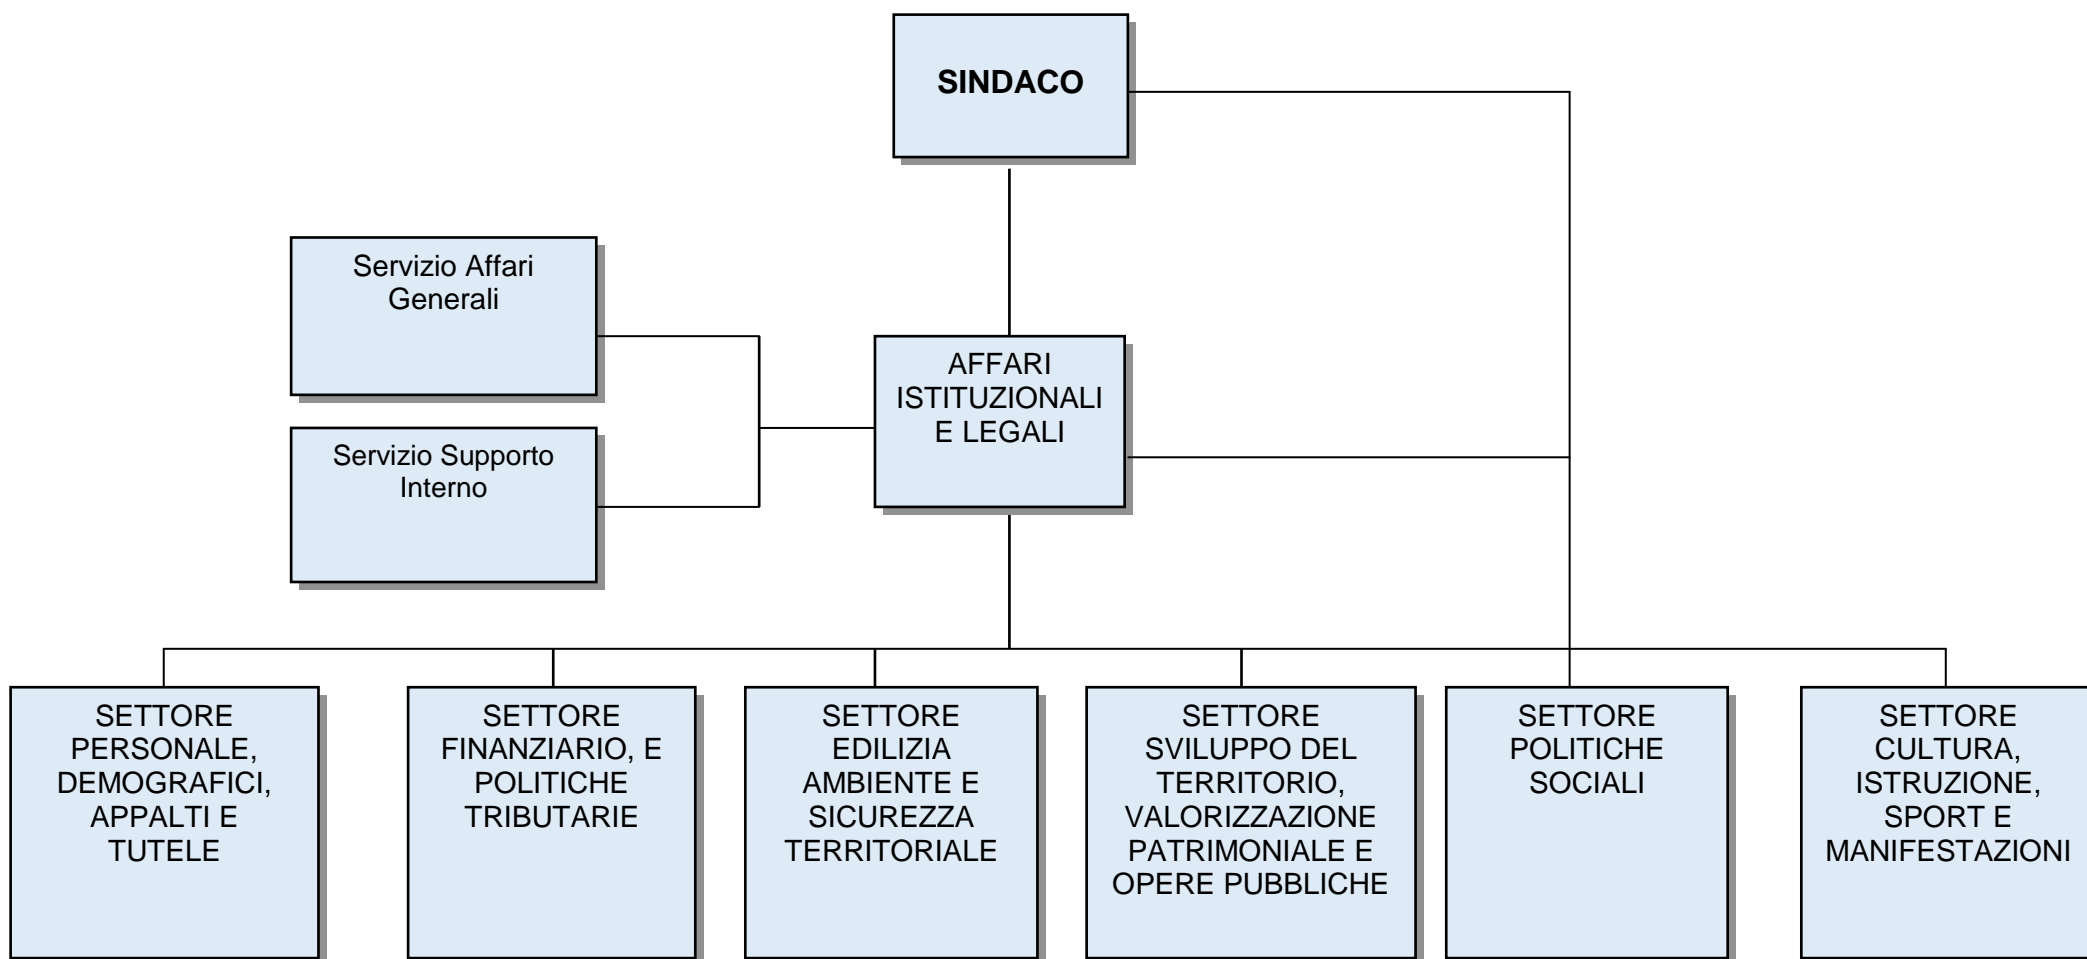 SINDACO
Servizio Affari
Generali
AFFARI
ISTITUZIONALI
E LEGALI
Servizio Supporto
Interno
SETTORE
PERSONALE,
DEMOGRAFICI,
APPALTI E
TUTELE
SETTORE
FINANZIARIO, E
POLITICHE
TRIBUTARIE
SETTORE
EDILIZIA
AMBIENTE E
SICUREZZA
TERRITORIALE
SETTORE
SVILUPPO DEL
TERRITORIO,
VALORIZZAZIONE
PATRIMONIALE E
OPERE PUBBLICHE
SETTORE
POLITICHE
SOCIALI
SETTORE
CULTURA,
ISTRUZIONE,
SPORT E
MANIFESTAZIONI